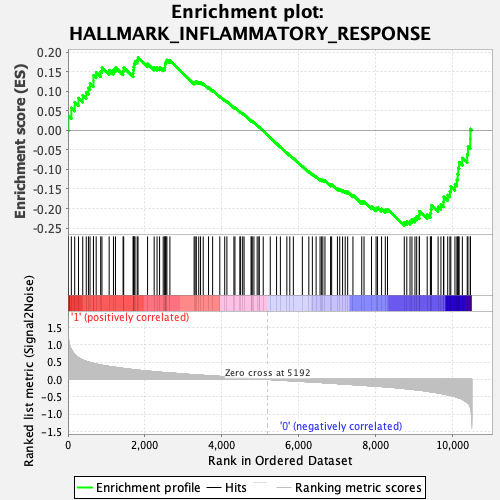 Enrichment plot:
HALLMARK_INFLAMMATORY_RESPONSE
Enrichment score (ES)
0.20
0.15
0.10
0.05
0.00
-0.05
-0.10
-0.15
-0.20
-0.25
'1' (positively correlated)
Ranked list metric (Signal2Noise)
1.5
1.0
0.5
0.0
-0.5
-1.0
-1.5
Zero cross at 5192
'0' (negatively correlated)
0
2,000
4,000
6,000
8,000
10,000
Rank in Ordered Dataset
Enrichment profile
Hits
Ranking metric scores